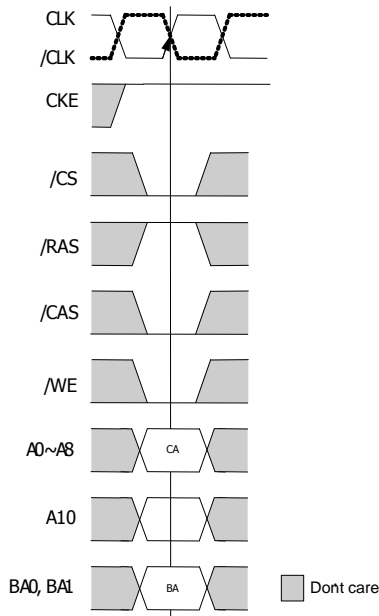 CLK
/CLK
CKE
/CS
/RAS
/CAS
/WE
A0~A8
CA
A10
BA0, BA1
BA
Dont care